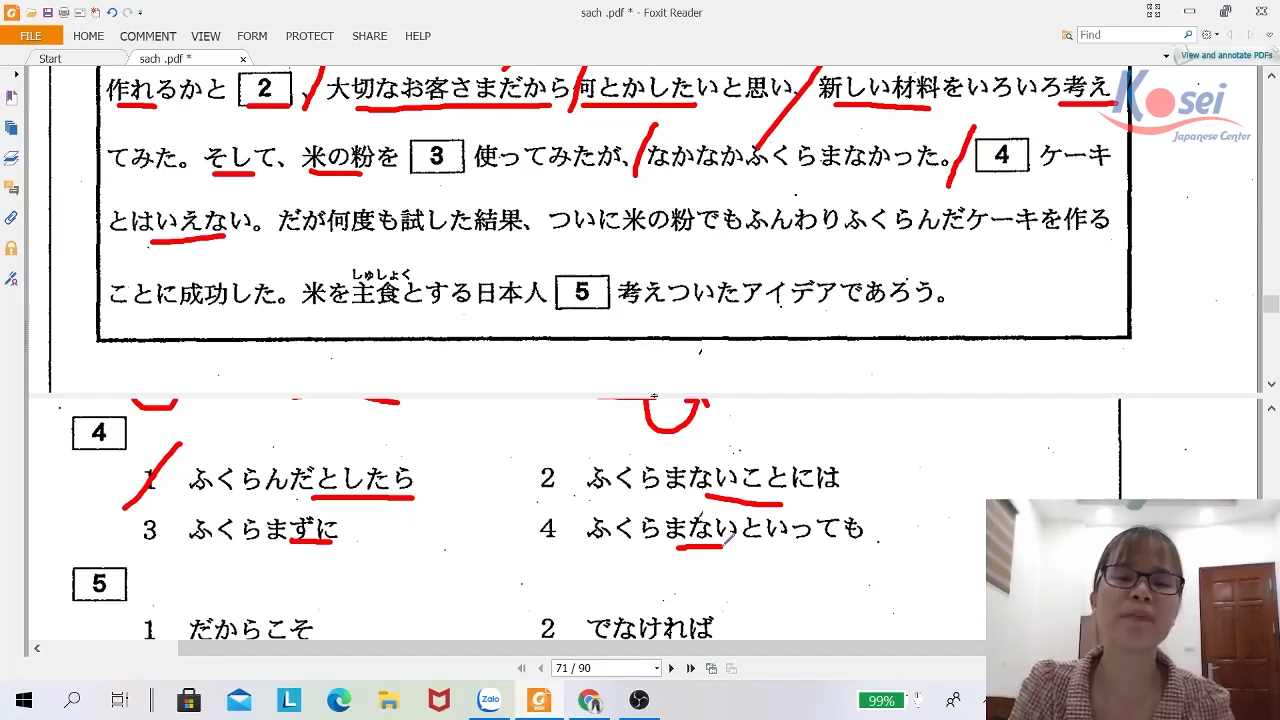 sach .pdf * - Foxit Reader
FILE HOME COMMENT VIEW FORM PROTECT SHARE HELP
Find
Start sach .pdf *
View and annotate PDFs
作れるかと 2 、大切なお客さまだから何とかしたいと思い、新しい材料をいろいろ考え
てみた。そして、米の粉を 3 使ってみたが、なかなかふくらまなかった。 4 ケーキ
とはいえない。だが何度も試した結果、ついに米の粉でもふんわりふくらんだケーキを作る
しゅしょく
ことに成功した。米を主食とする日本人 5 考えついたアイデアであろう。
Kosei
Japanese Center
4
1 ふくらんだとしたら 2 ふくらまないことには
3 ふくらまずに 4 ふくらまないといっても
5
1 だからこそ 2 でなければ
71 / 90
Zalo
99%